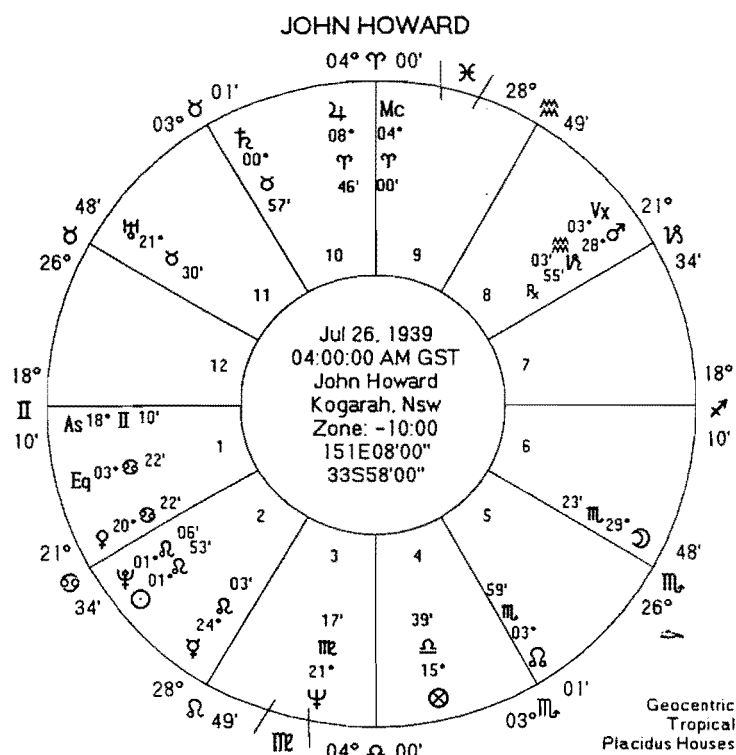 JOHN HOWARD
04° ♈ 00'
♓
28° ♒ 49'
03° ♉ 01'
♄ 00° ♉ 57'
♃ 08° ♈ 46'
Mc 04° ♈ 00'
21° ♑ 34'
Vx 03° ♒ 03'
♂ 28° ♑ 55' ℞
48' ♉ 26°
♅ 21° ♉ 30'
10
9
11
8
12
7
Jul 26, 1939
04:00:00 AM GST
John Howard
Kogarah, Nsw
Zone: -10:00
151E08'00"
33S58'00"
18° ♊ 10'
18° ♐ 10'
As 18° ♊ 10'
1
6
Eq 03° ♋ 22'
♀ 20° ♋ 22'
2
5
23' ♏ 29° ☽
21° ♋ 34'
♇ 01° ♌ 06'
☉ 01° ♌ 53'
3
4
48' ♏ 26°
☿ 24° ♌ 03'
17' ♍ 21° ♆
39' ♎ 15° ⊗
59' ♏ 03° ☊
28° ♌ 49'
♍
04° ♎ 00'
03° ♏ 01'
Geocentric
Tropical
Placidus Houses